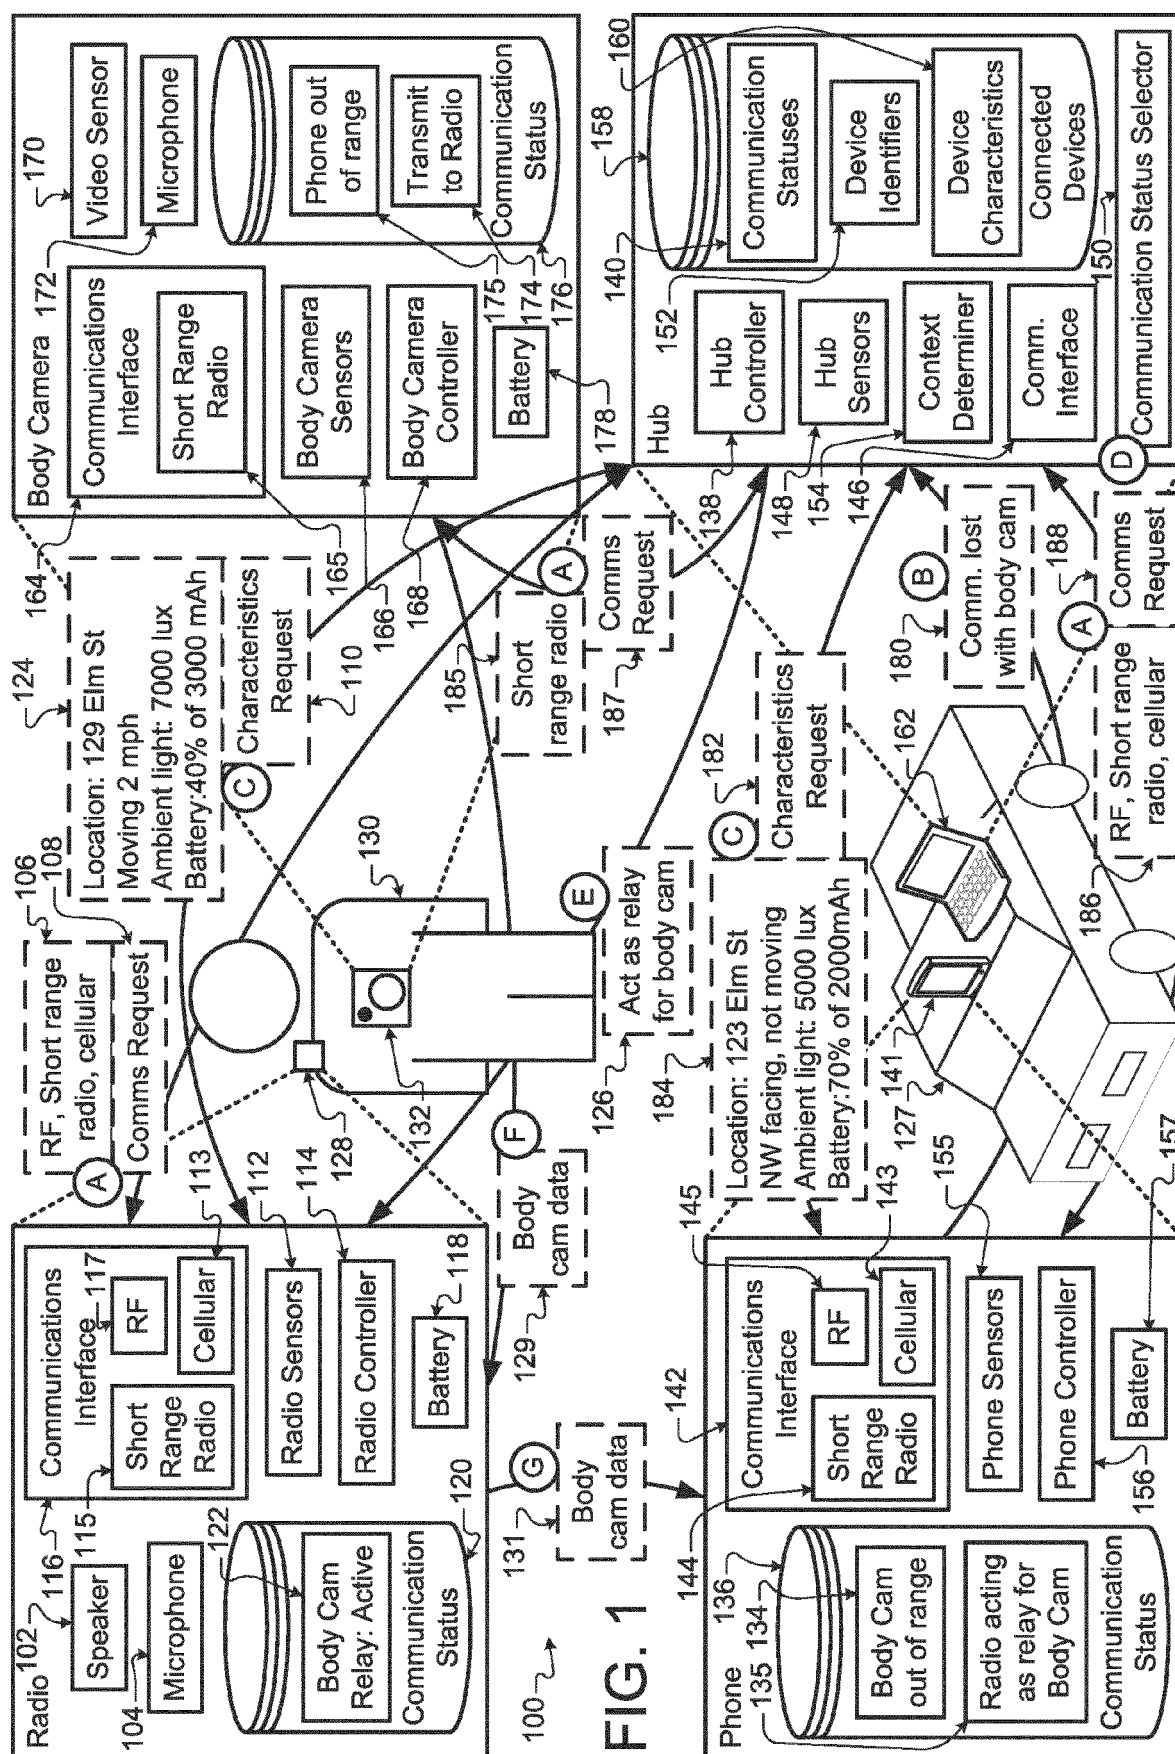 Radio
102
Speaker
104
Microphone
116
115
Communications
Interface
117
RF
Short
Range
Radio
Cellular
113
Radio Sensors
112
Radio Controller
114
Battery
118
122
Body Cam
Relay: Active
Communication
Status
120
106
RF, Short range
radio, cellular
108
Comms Request
A
124
Location: 129 Elm St
Moving 2 mph
Ambient light: 7000 lux
Battery:40% of 3000 mAh
C
Characteristics
Request
110
128
130
132
Body Camera
164
Communications
Interface
Short Range
Radio
165
172
170
Video Sensor
Microphone
Body Camera
Sensors
166
Body Camera
Controller
168
Battery
178
Phone out
of range
175
Transmit
to Radio
174
Communication
Status
176
185
Short
range radio
A
Comms
Request
187
F
Body
cam data
129
E
Act as relay
for body cam
126
G
Body
cam data
131
100
FIG. 1
Phone
136
134
135
Body Cam
out of range
Radio acting
as relay for
Body Cam
Communication
Status
144
142
Communications
Interface
145
RF
143
Short
Range
Radio
Cellular
155
Phone Sensors
Phone Controller
156
Battery
157
184
Location: 123 Elm St
NW facing, not moving
Ambient light: 5000 lux
Battery:70% of 2000mAh
C
182
Characteristics
Request
141
127
162
180
B
Comm. lost
with body cam
186
RF, Short range
radio, cellular
A
188
Comms
Request
D
Hub
152
140
158
160
Hub
Controller
138
Hub
Sensors
148
Context
Determiner
154
Comm.
Interface
146
Communication
Statuses
Device
Identifiers
Device
Characteristics
Connected
Devices
150
Communication Status Selector